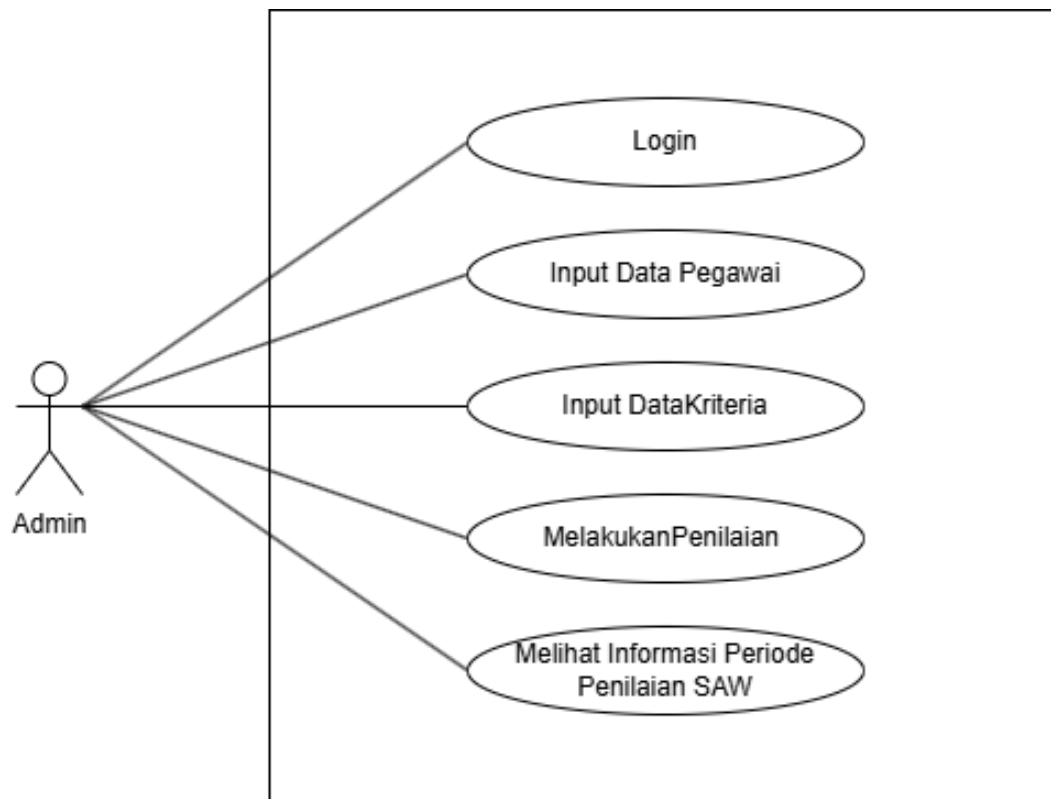 Login
Input Data Pegawai
Input DataKriteria
Admin
MelakukanPenilaian
Melihat Informasi Periode
Penilaian SAW